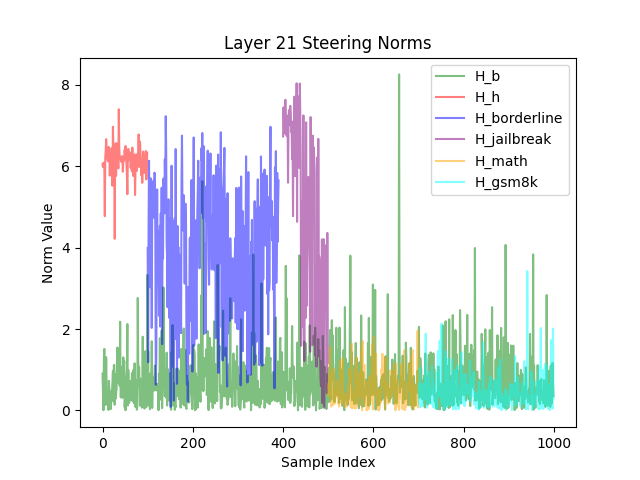 Layer 21 Steering Norms
H_b
H_h
H_borderline
H_jailbreak
H_math
H_gsm8k
8
6
4
2
0
Norm Value
0
200
400
600
800
1000
Sample Index